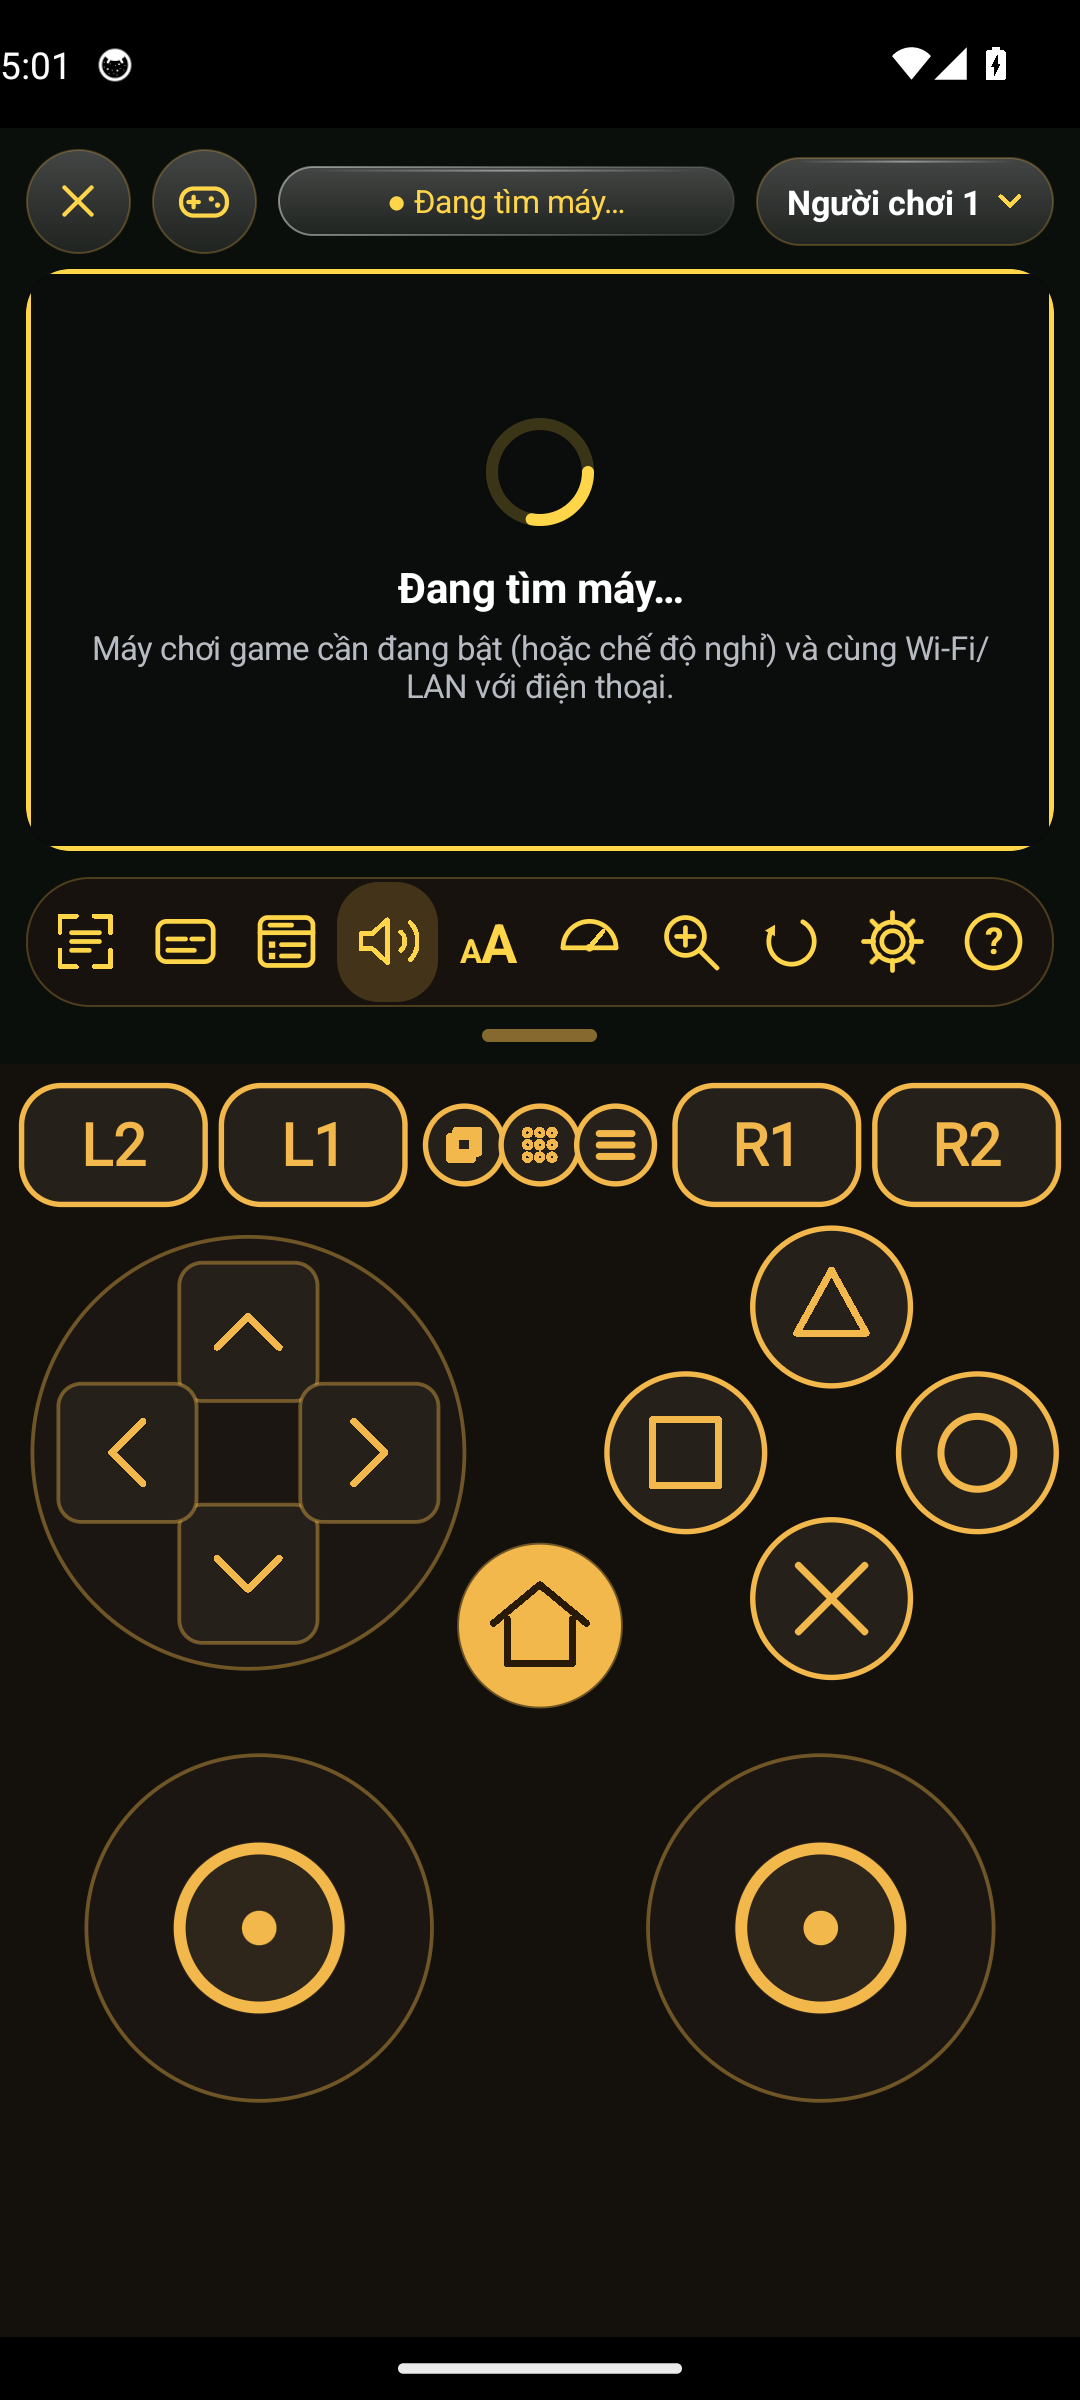 5:01
Đang tìm máy...
Người chơi 1
Đang tìm máy...
Máy chơi game cần đang bật (hoặc chế độ nghỉ) và cùng Wi-Fi/
LAN với điện thoại.
AA
?
L2
L1
R1
R2